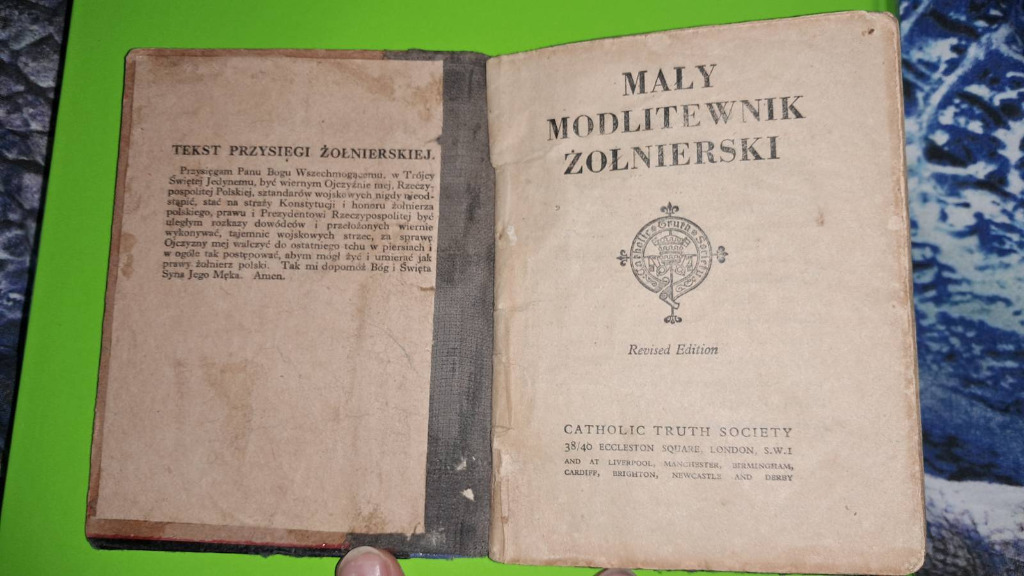 TEKST PRZYSIĘGI ŻOŁNIERSKIEJ.
Przysięgam Panu Bogu Wszechmogącemu, w Trójcy
Świętej Jedynemu, być wiernym Ojczyźnie mej, Rzeczy-
pospolitej Polskiej, sztandarów wojskowych nigdy nieod-
stąpić, stać na straży Konstytucji i honoru żołnierza
polskiego, prawu i Prezydentowi Rzeczypospolitej być
uległym rozkazy dowódców i przełożonych wiernie
wykonywać, tajemnic wojskowych strzec, za sprawę
Ojczyzny mej walczyć do ostatniego tchu w piersiach i
w ogóle tak postępować, abym mógł żyć i umierać jak
prawy żołnierz polski. Tak mi dopomóż Bóg i Święta
Syna Jego Męka. Amen.
MAŁY
MODLITEWNIK
ŻOŁNIERSKI
Catholic Truth Society
Revised Edition
CATHOLIC TRUTH SOCIETY
38/40 ECCLESTON SQUARE, LONDON, S.W.1
AND AT LIVERPOOL, MANCHESTER, BIRMINGHAM,
CARDIFF, BRIGHTON, NEWCASTLE AND DERBY